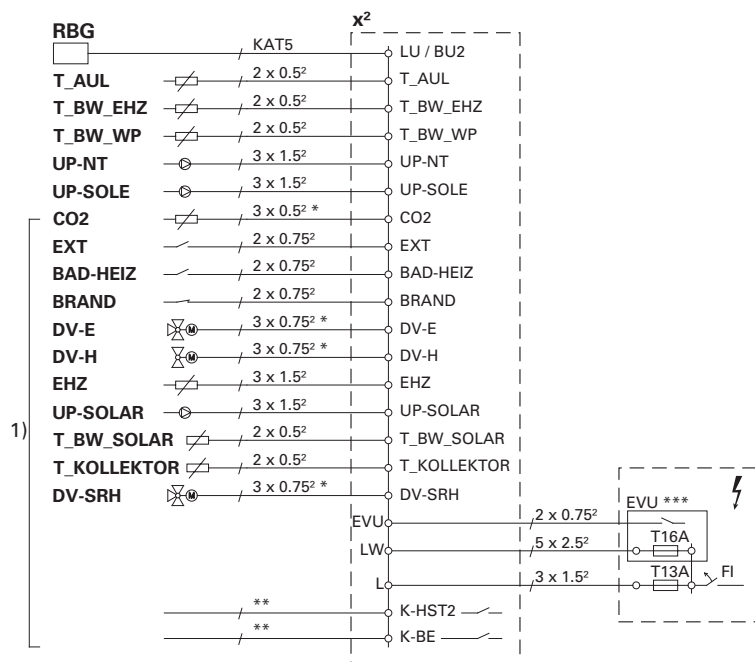 x²
RBG KAT5 LU / BU2
T_AUL 2 x 0.5² T_AUL
T_BW_EHZ 2 x 0.5² T_BW_EHZ
T_BW_WP 2 x 0.5² T_BW_WP
UP-NT 3 x 1.5² UP-NT
UP-SOLE 3 x 1.5² UP-SOLE
CO2 3 x 0.5² * CO2
EXT 2 x 0.75² EXT
BAD-HEIZ 2 x 0.75² BAD-HEIZ
BRAND 2 x 0.75² BRAND
DV-E M 3 x 0.75² * DV-E
DV-H M 3 x 0.75² * DV-H
EHZ 3 x 1.5² EHZ
UP-SOLAR 3 x 1.5² UP-SOLAR
1)
T_BW_SOLAR 2 x 0.5² T_BW_SOLAR
T_KOLLEKTOR 2 x 0.5² T_KOLLEKTOR
DV-SRH M 3 x 0.75² * DV-SRH
EVU ***
EVU 2 x 0.75²
LW 5 x 2.5² T16A
L 3 x 1.5² T13A FI
** K-HST2
** K-BE